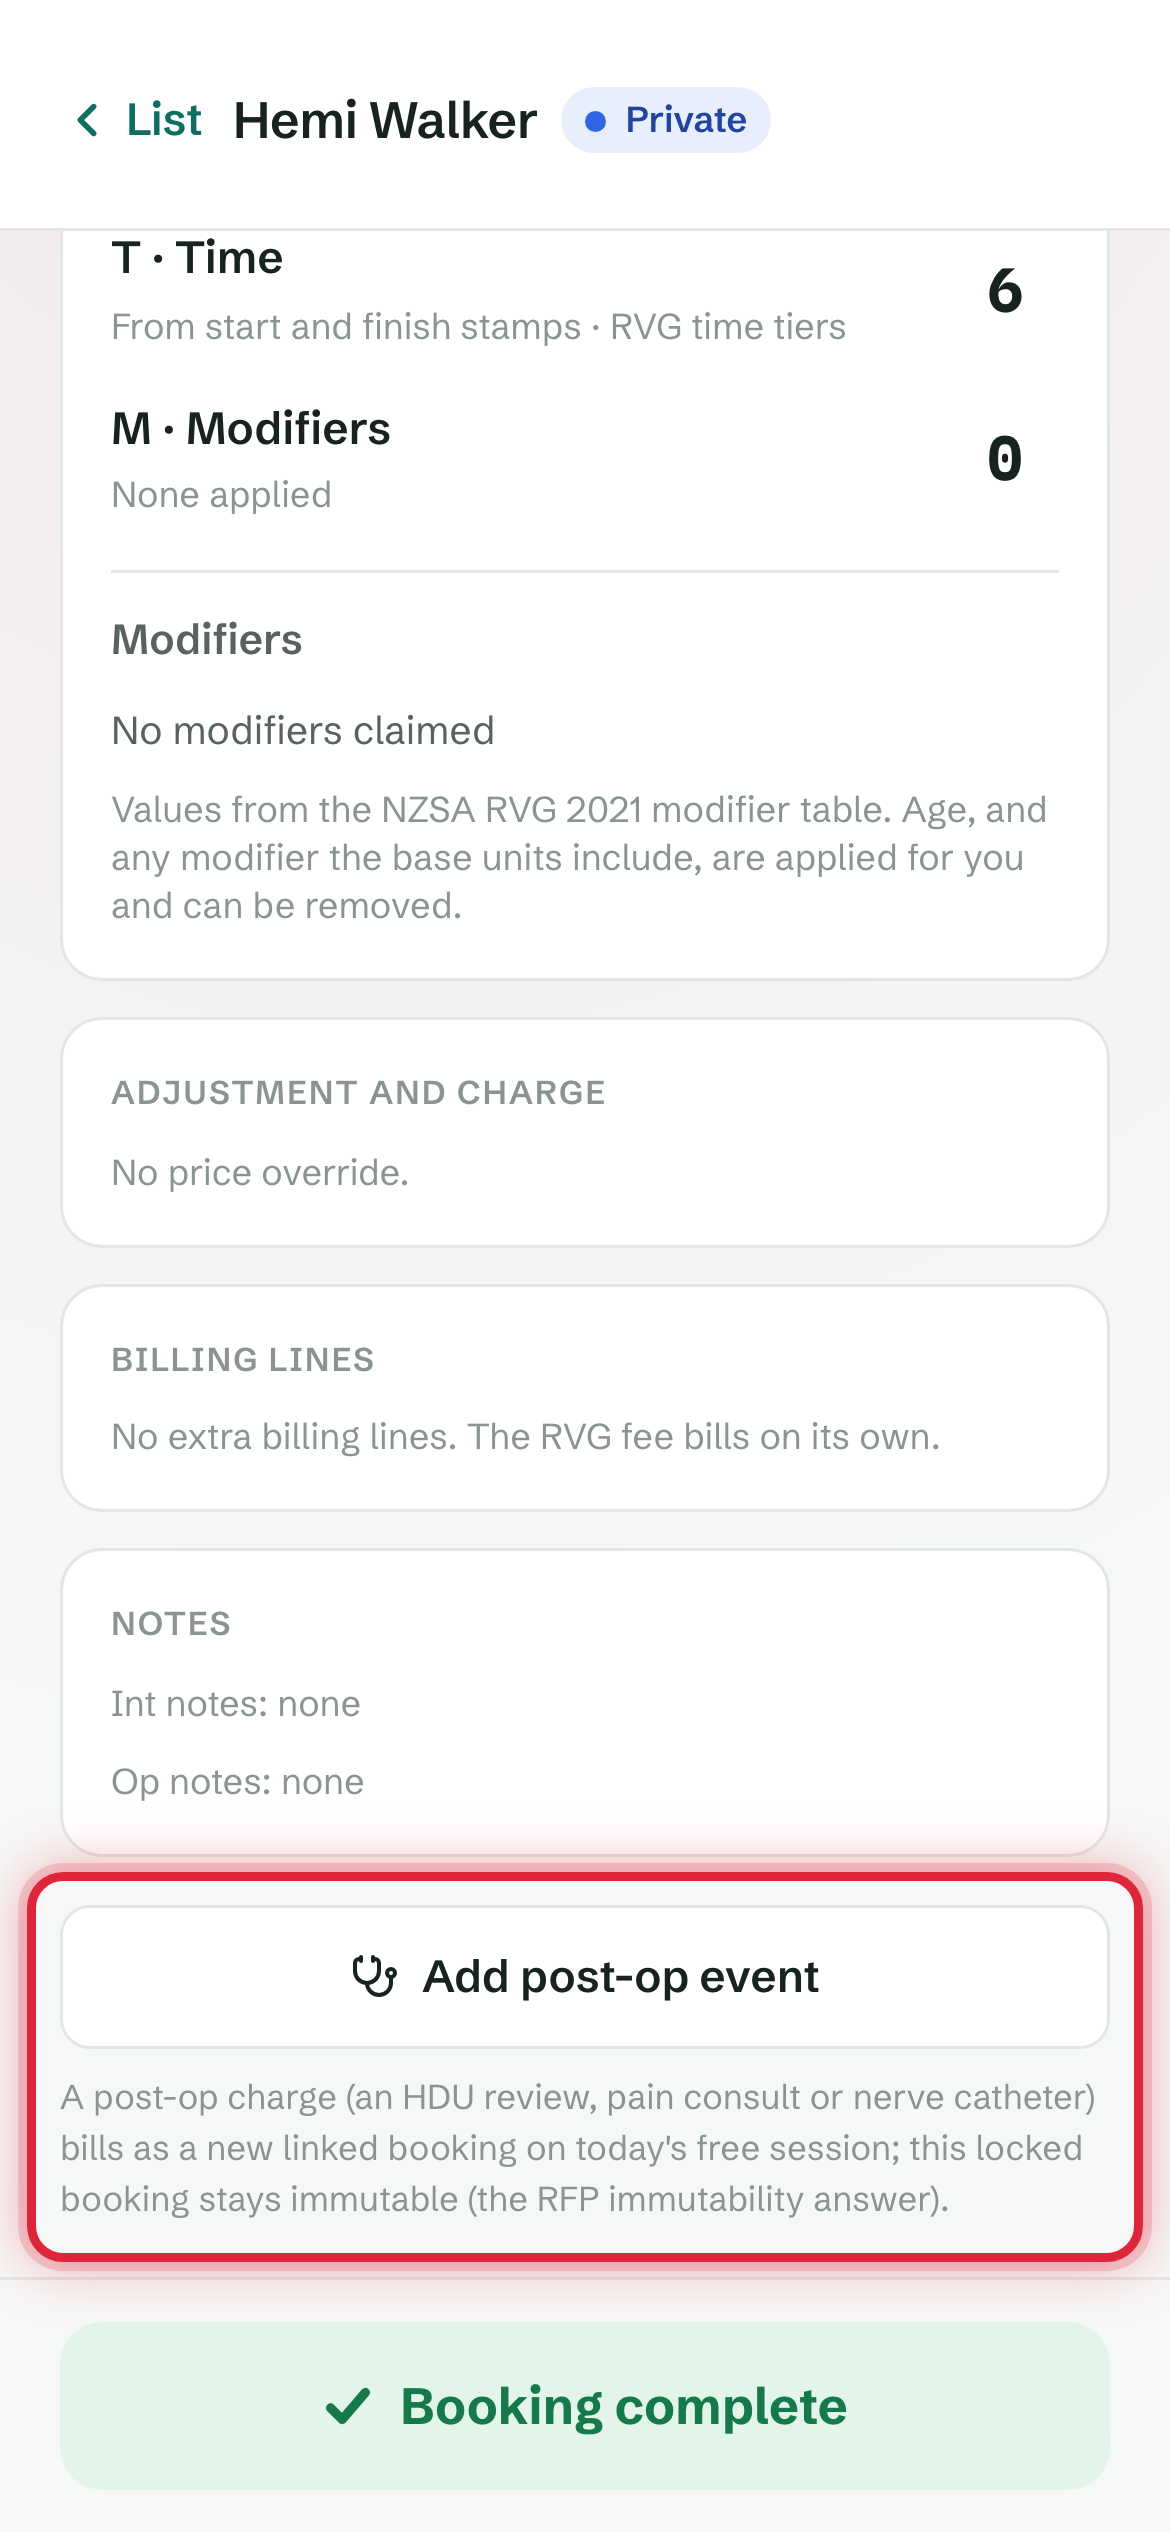 List Hemi Walker Private
T · Time
From start and finish stamps · RVG time tiers
6
M · Modifiers
None applied
0
Modifiers
No modifiers claimed
Values from the NZSA RVG 2021 modifier table. Age, and
any modifier the base units include, are applied for you
and can be removed.
ADJUSTMENT AND CHARGE
No price override.
BILLING LINES
No extra billing lines. The RVG fee bills on its own.
NOTES
Int notes: none
Op notes: none
Add post-op event
A post-op charge (an HDU review, pain consult or nerve catheter)
bills as a new linked booking on today's free session; this locked
booking stays immutable (the RFP immutability answer).
Booking complete